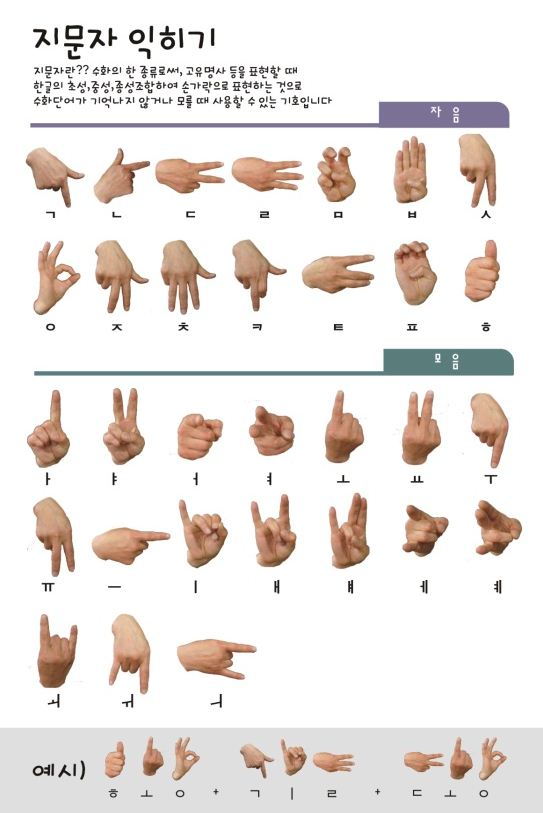 지문자 익히기
지문자란?? 수화의 한 종류로써, 고유명사 등을 표현할 때
한글의 초성,중성,종성조합하여 손가락으로 표현하는 것으로
수화단어가 기억나지 않거나 모를 때 사용할 수 있는 기호입니다
자 음
ㄱ ㄴ ㄷ ㄹ ㅁ ㅂ ㅅ
ㅇ ㅈ ㅊ ㅋ ㅌ ㅍ ㅎ
모 음
ㅏ ㅑ ㅓ ㅕ ㅗ ㅛ ㅜ
ㅠ ㅡ ㅣ ㅐ ㅒ ㅔ ㅖ
ㅚ ㅟ ㅢ
예시)
ㅎ ㅗ ㅇ + ㄱ ㅣ ㄹ + ㄷ ㅗ ㅇ